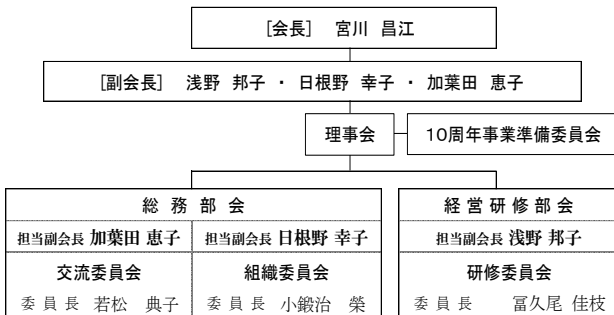 ［会長］　宮川　昌江
［副会長］　浅野　邦子　・　日根野　幸子　・　加葉田　恵子
理事会
10周年事業準備委員会
総　務　部　会
担当副会長 加葉田 恵子
担当副会長 日根野 幸子
交流委員会
組織委員会
委　員　長　若松　典子
委　員　長　小鍛治　榮
経 営 研 修 部 会
担当副会長 浅野 邦子
研修委員会
委　員　長　冨久尾　佳枝